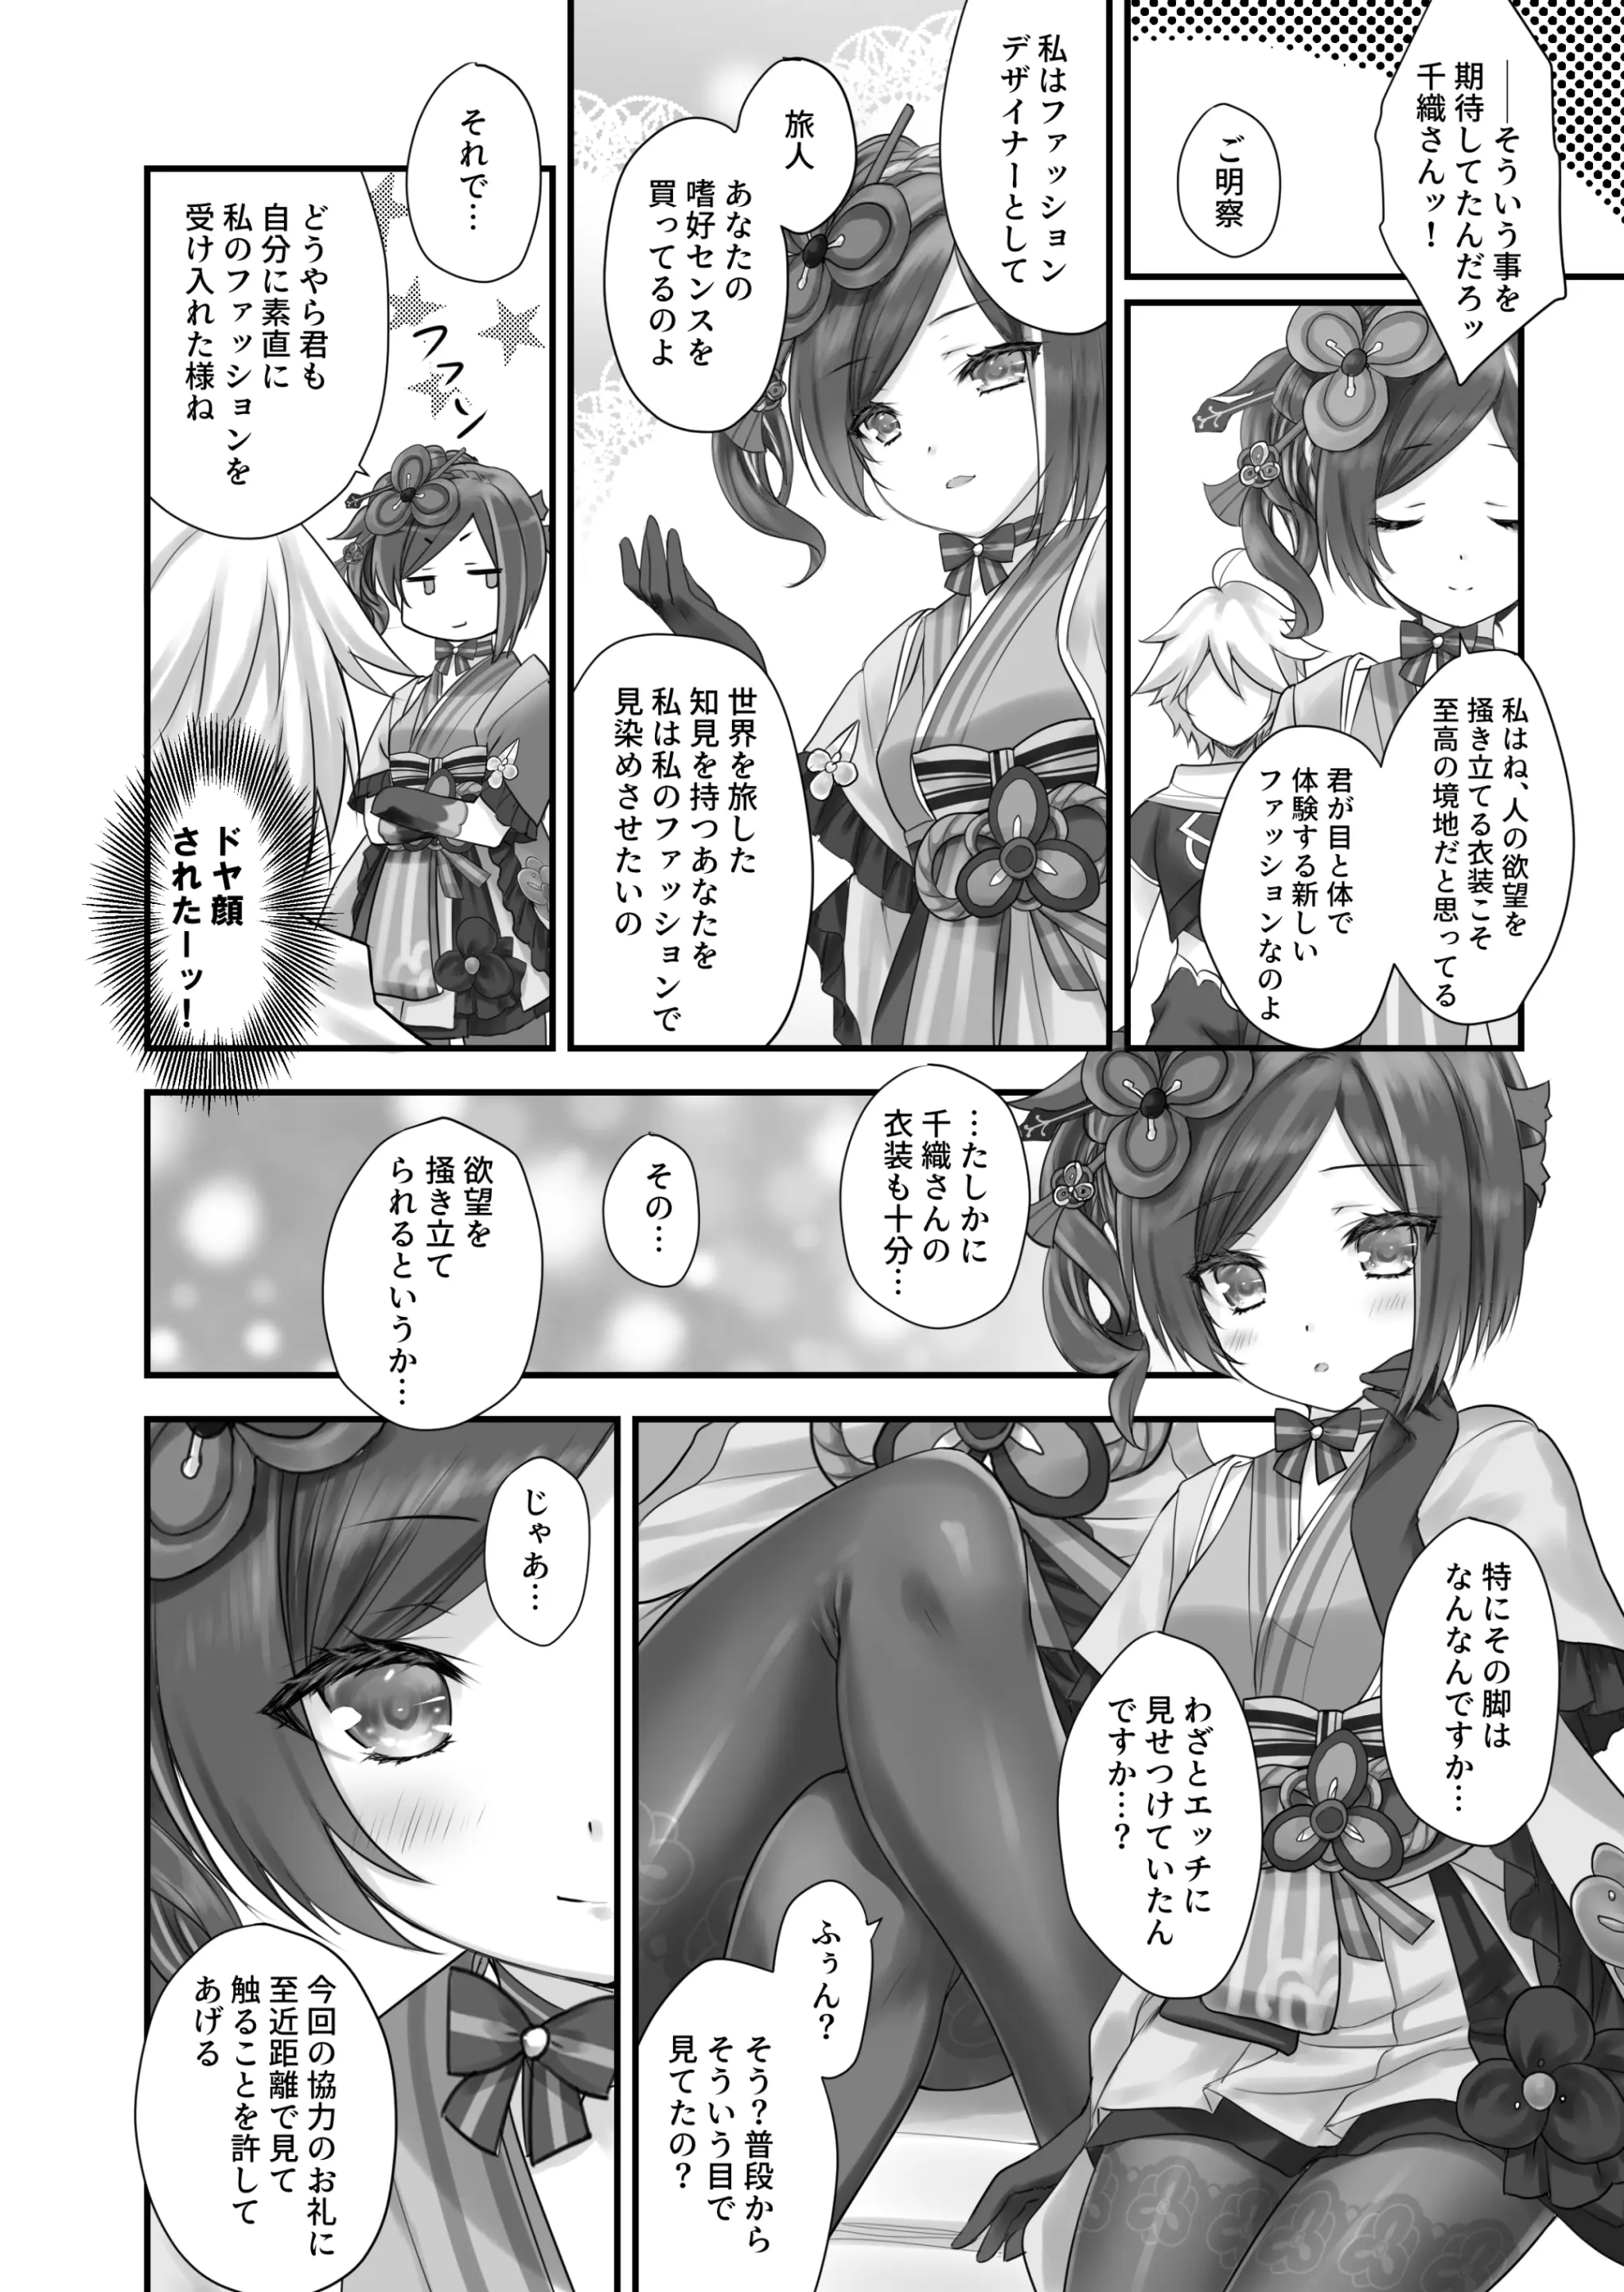 ――そういう事を
期待してたんだろッ
千織さんッ！
ご明察
私はね、人の欲望を
掻き立てる衣装こそ
至高の境地だと思ってる
君が目と体で
体験する新しい
ファッションなのよ
私はファッション
デザイナーとして
旅人
あなたの
嗜好センスを
買ってるのよ
世界を旅した
知見を持つあなたを
私は私のファッションで
見染めさせたいの
それで…
どうやら君も
自分に素直に
私のファッションを
受け入れた様ね
フフン
ドヤ顔
されたーッ！
…たしかに
千織さんの
衣装も十分…
その…
欲望を
掻き立て
られるというか…
特にその脚は
なんなんですか…
わざとエッチに
見せつけていたん
ですか…？
ふぅん？
そう？普段から
そういう目で
見てたの？
じゃあ…
今回の協力のお礼に
至近距離で見て
触ることを許して
あげる